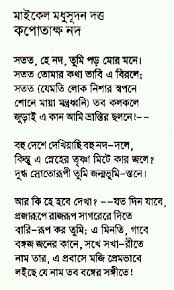 মাইকেল মধুসূদন দত্ত
কপোতাক্ষ নদ
সতত, হে নদ, তুমি পড় মোর মনে।
সতত তোমার কথা ভাবি এ বিরলে;
সতত (যেমতি লোক নিশার স্বপনে
শোনে মায়া মন্ত্রধ্বনি) তব কলকলে
জুড়াই এ কান আমি ভ্রান্তির ছলনে!--
বহু দেশে দেখিয়াছি বহু নদ-দলে,
কিন্তু এ স্নেহের তৃষ্ণা মিটে কার জলে?
দুগ্ধ স্রোতোরূপী তুমি জন্মভূমি-স্তনে।
আর কি হে হবে দেখা?--যত দিন যাবে,
প্রজারূপে রাজরূপ সাগরেরে দিতে
বারি-রূপ কর তুমি; এ মিনতি, গাবে
বঙ্গজ জনের কানে, সখে সখা-রীতে
নাম তার, এ প্রবাসে মজি প্রেমভাবে
লইছে যে নাম তব বঙ্গের সঙ্গীতে!